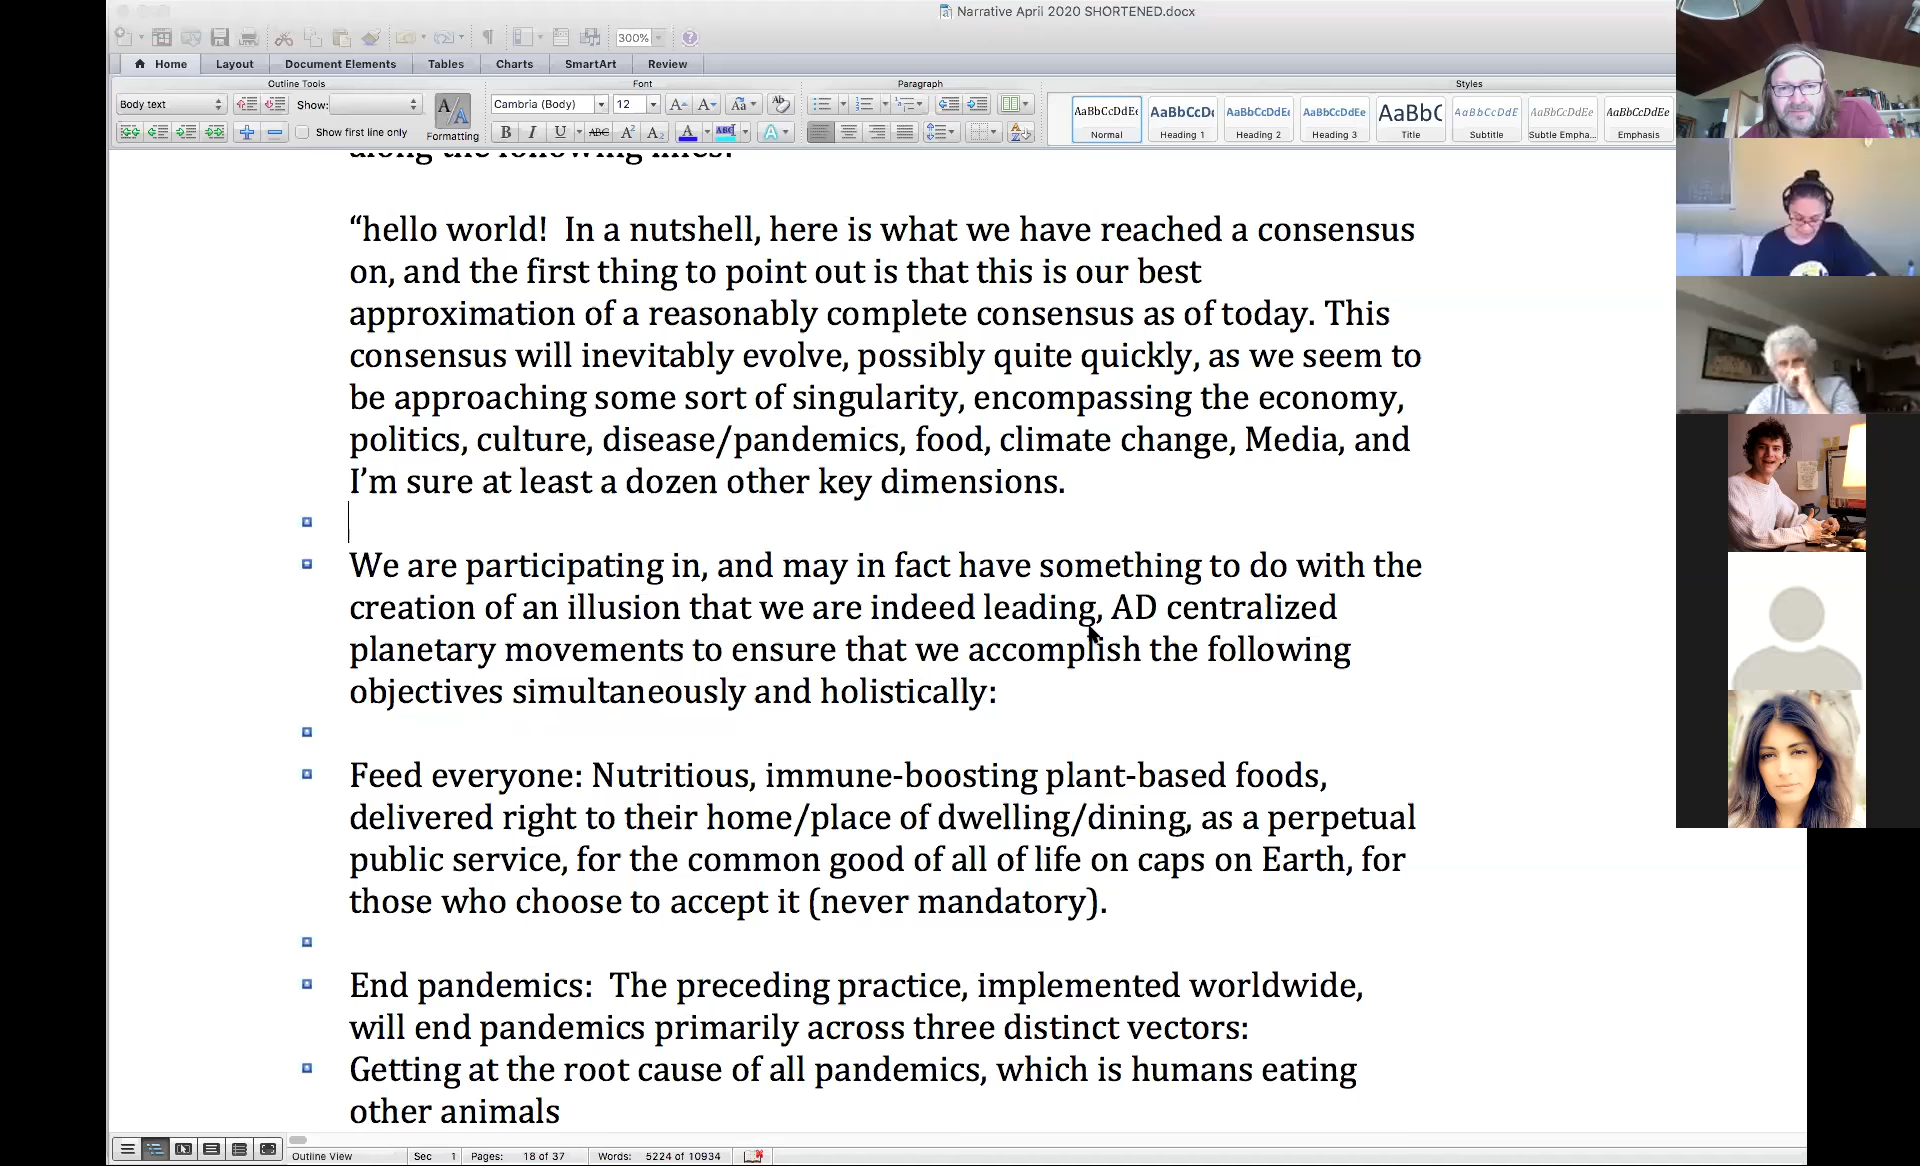 Narrative April 2020 SHORTENED.docx
300%
Home Layout Document Elements Tables Charts SmartArt Review
Outline Tools Font Paragraph Styles
Body text Show: Cambria (Body) 12 A A Aa Ab
AaBbCcDdEe AaBbCcDc AaBbCcDdEe AaBbCcDdEe AaBbC AaBbCcDdE AaBbCcDdEe AaBbCcDdEe
Show first line only Formatting B I U ABC A² A₂ A ABC A
Normal Heading 1 Heading 2 Heading 3 Title Subtitle Subtle Empha... Emphasis
along the following lines:
“hello world!  In a nutshell, here is what we have reached a consensus
on, and the first thing to point out is that this is our best
approximation of a reasonably complete consensus as of today. This
consensus will inevitably evolve, possibly quite quickly, as we seem to
be approaching some sort of singularity, encompassing the economy,
politics, culture, disease/pandemics, food, climate change, Media, and
I’m sure at least a dozen other key dimensions.
We are participating in, and may in fact have something to do with the
creation of an illusion that we are indeed leading, AD centralized
planetary movements to ensure that we accomplish the following
objectives simultaneously and holistically:
Feed everyone: Nutritious, immune-boosting plant-based foods,
delivered right to their home/place of dwelling/dining, as a perpetual
public service, for the common good of all of life on caps on Earth, for
those who choose to accept it (never mandatory).
End pandemics:  The preceding practice, implemented worldwide,
will end pandemics primarily across three distinct vectors:
Getting at the root cause of all pandemics, which is humans eating
other animals
Outline View Sec 1 Pages: 18 of 37 Words: 5224 of 10934